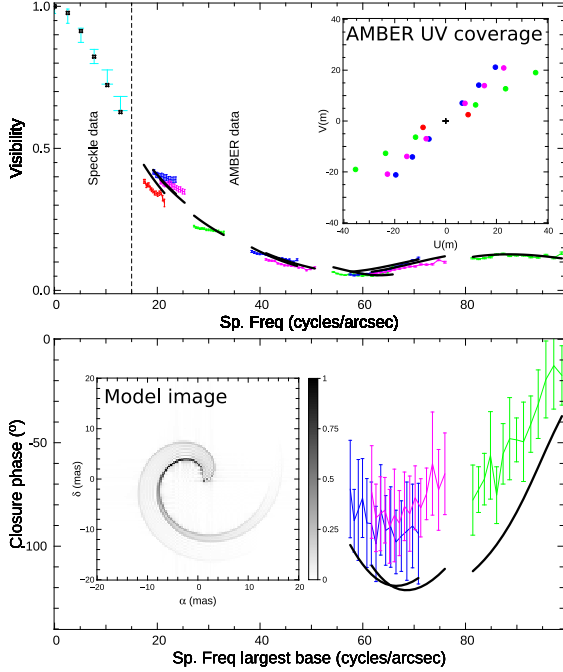 AMBER UV coverage
1.0
0.5
0.0
Visibility
Speckle data
AMBER data
40
20
0
−20
−40
V(m)
−40 −20 0 20 40
U(m)
0 20 40 60 80
Sp. Freq (cycles/arcsec)
0
-50
-100
Closure phase (º)
Model image
20
10
0
−10
−20
δ (mas)
−20 −10 0 10 20
α (mas)
1
0.75
0.5
0.25
0
0 20 40 60 80
Sp. Freq largest base (cycles/arcsec)